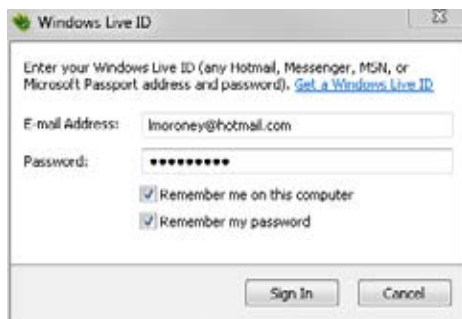 Windows Live ID
Enter your Windows Live ID (any Hotmail, Messenger, MSN, or
Microsoft Passport address and password). Get a Windows Live ID
E-mail Address: lmoroney@hotmail.com
Password: •••••••••
Remember me on this computer
Remember my password
Sign In Cancel